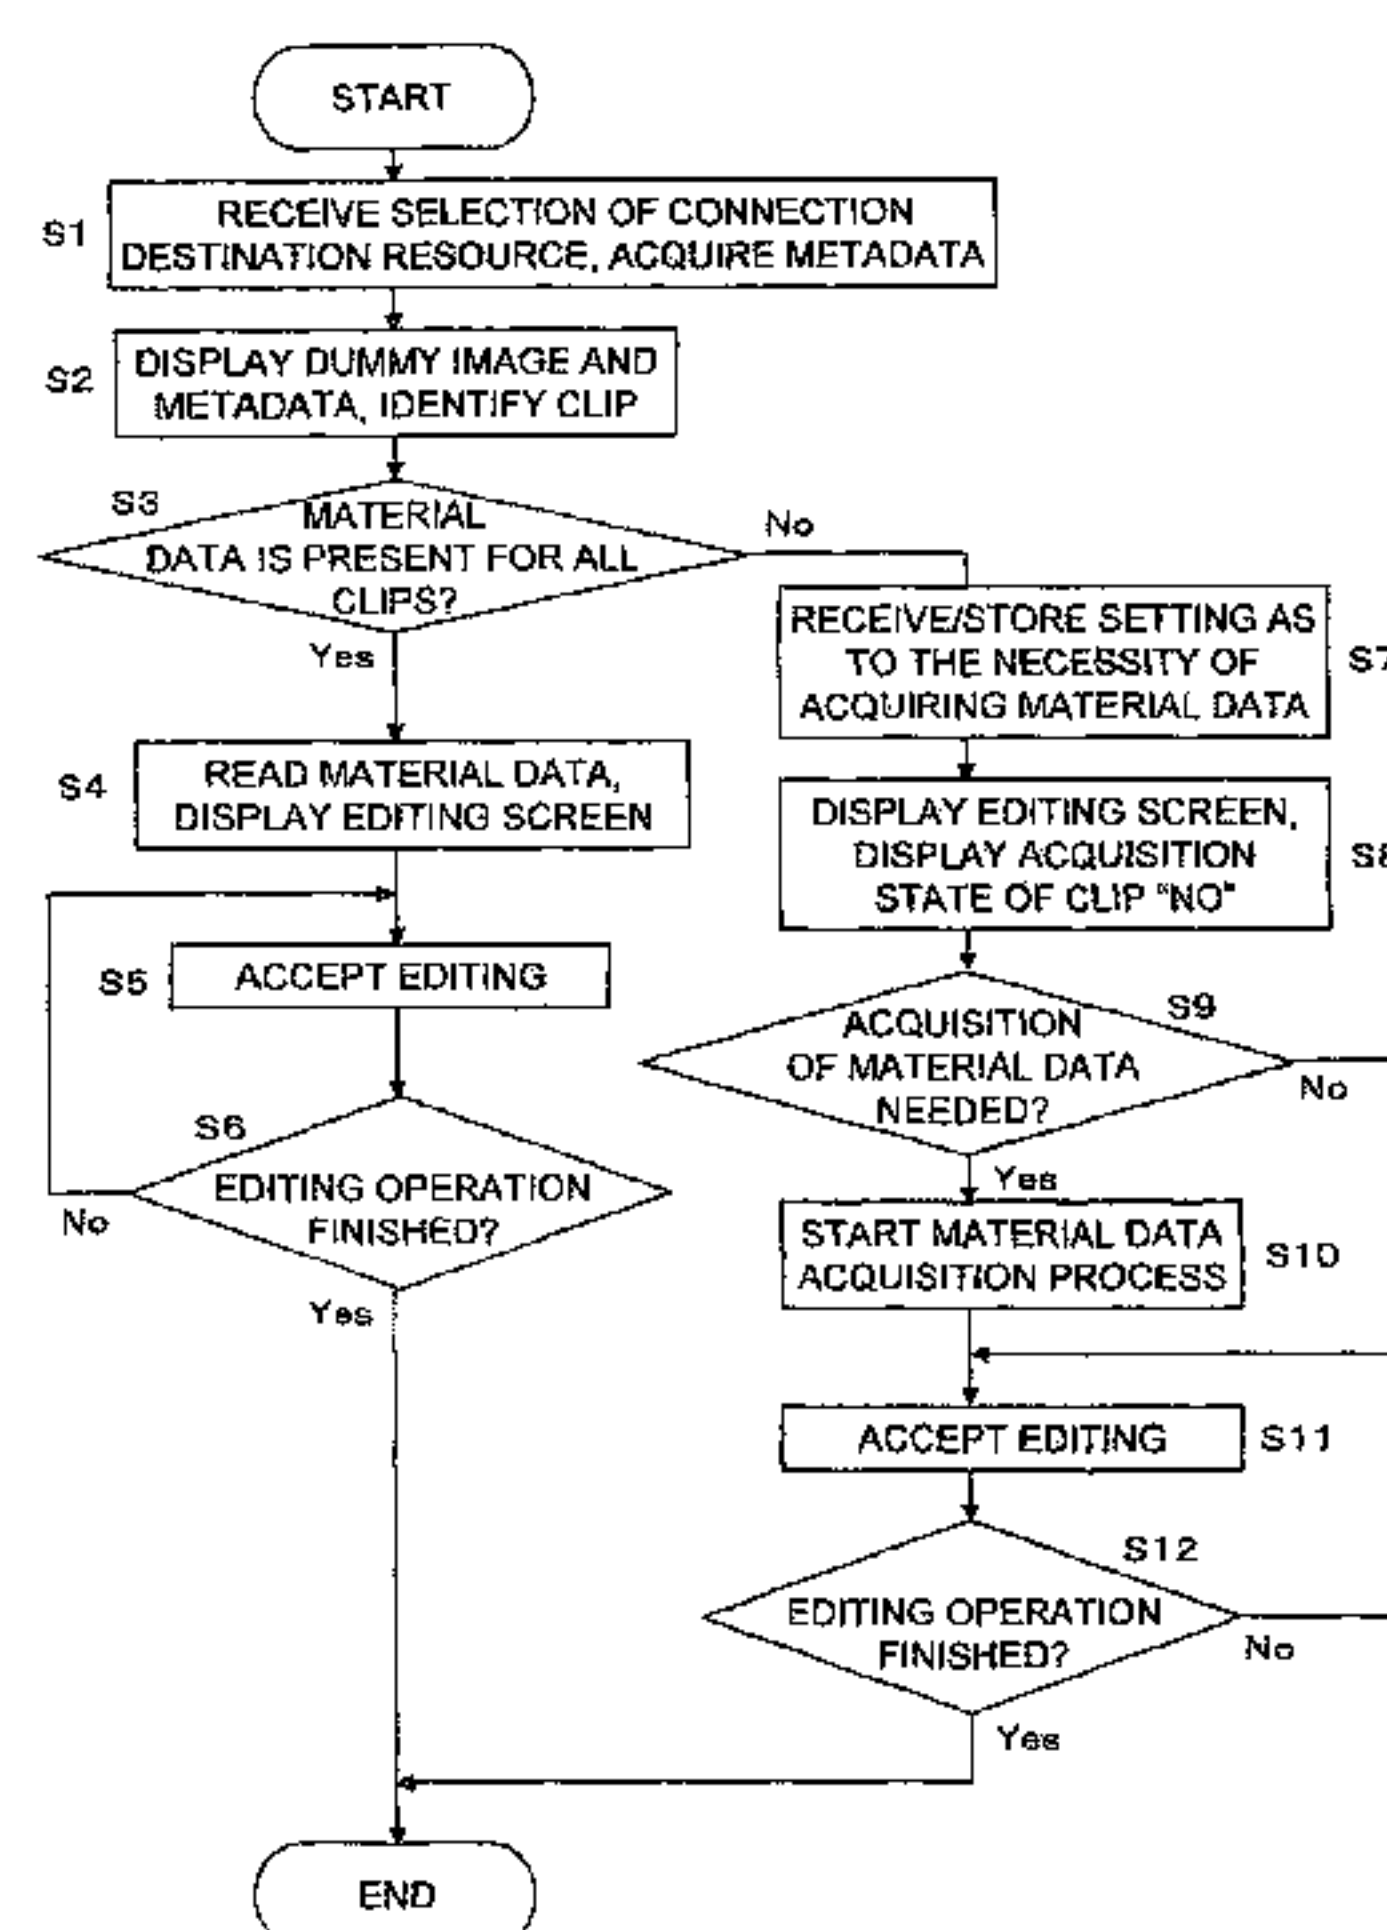 START
S1
RECEIVE SELECTION OF CONNECTION
DESTINATION RESOURCE, ACQUIRE METADATA
S2
DISPLAY DUMMY IMAGE AND
METADATA, IDENTIFY CLIP
S3
MATERIAL
DATA IS PRESENT FOR ALL
CLIPS?
No
Yes
RECEIVE/STORE SETTING AS
TO THE NECESSITY OF
ACQUIRING MATERIAL DATA
S7
S4
READ MATERIAL DATA,
DISPLAY EDITING SCREEN
DISPLAY EDITING SCREEN,
DISPLAY ACQUISITION
STATE OF CLIP "NO"
S8
S5
ACCEPT EDITING
S9
ACQUISITION
OF MATERIAL DATA
NEEDED?
No
Yes
S6
EDITING OPERATION
FINISHED?
No
Yes
START MATERIAL DATA
ACQUISITION PROCESS
S10
ACCEPT EDITING
S11
S12
EDITING OPERATION
FINISHED?
No
Yes
END